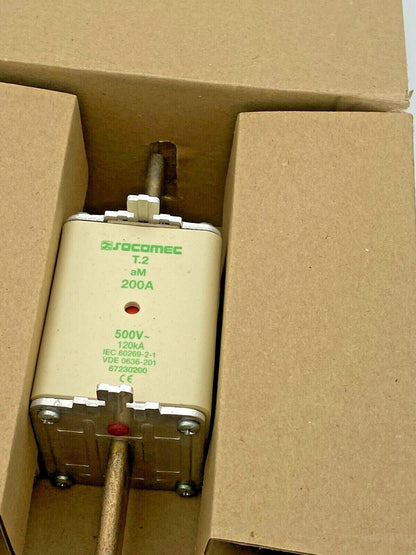 SOCOMEC
T.2
aM
200A
500V~
120kA
IEC 60269-2-1
VDE 0636-201
67230200
CE